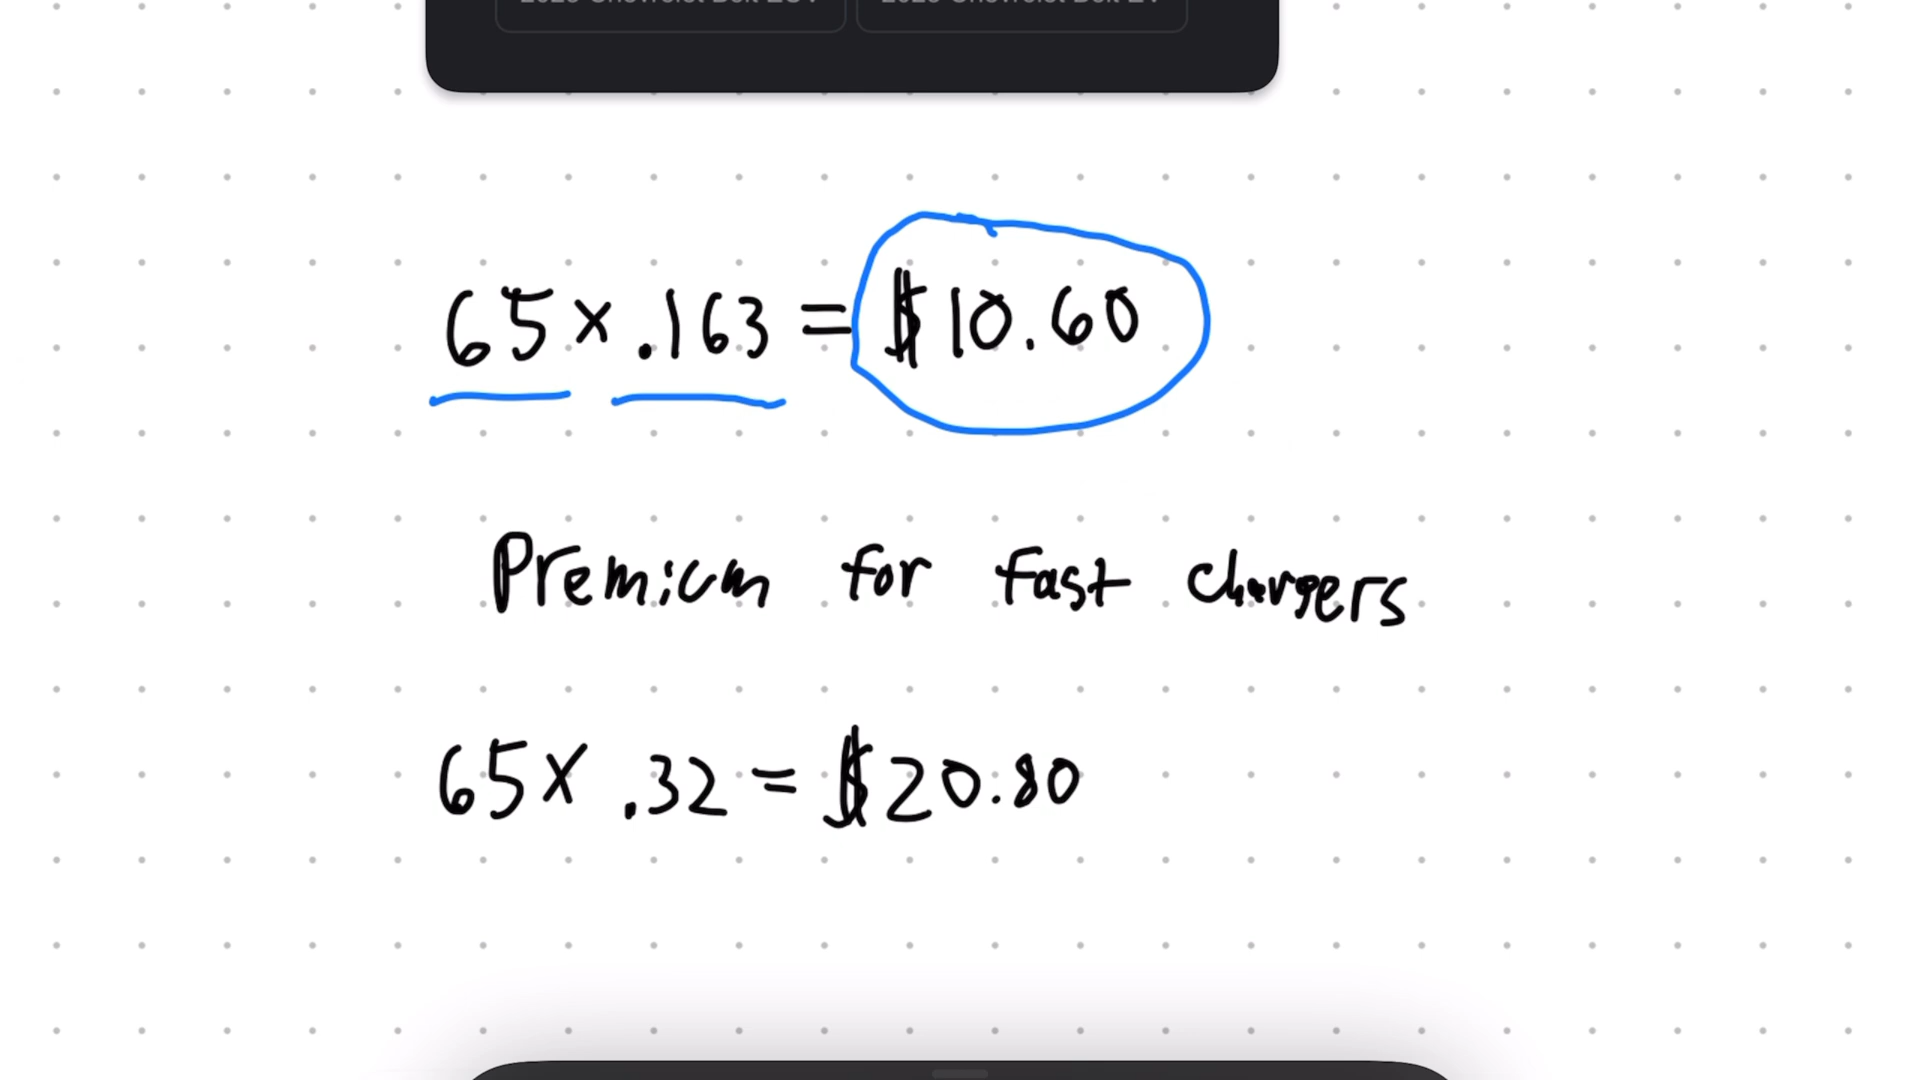 65 × .163 = $10.60
Premium for fast chargers
65 × .32 = $20.80